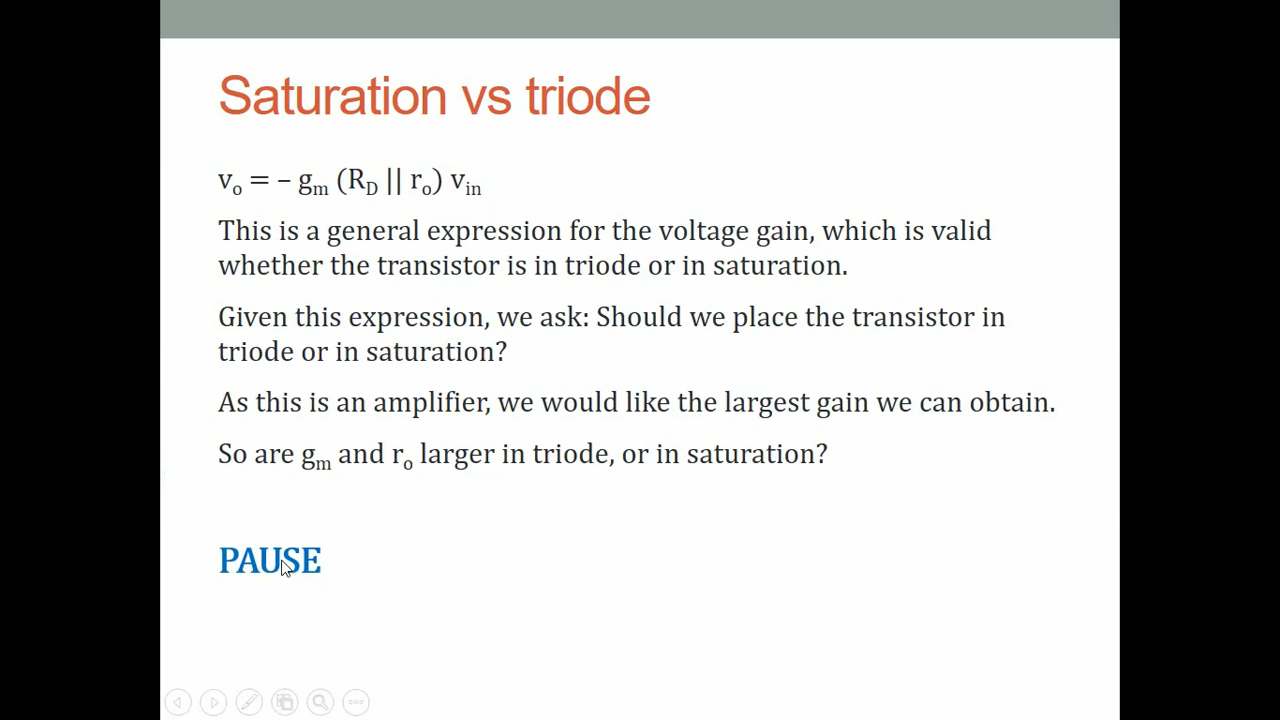 Saturation vs triode
vo = – gm (RD || ro) vin
This is a general expression for the voltage gain, which is valid
whether the transistor is in triode or in saturation.
Given this expression, we ask: Should we place the transistor in
triode or in saturation?
As this is an amplifier, we would like the largest gain we can obtain.
So are gm and ro larger in triode, or in saturation?
PAUSE